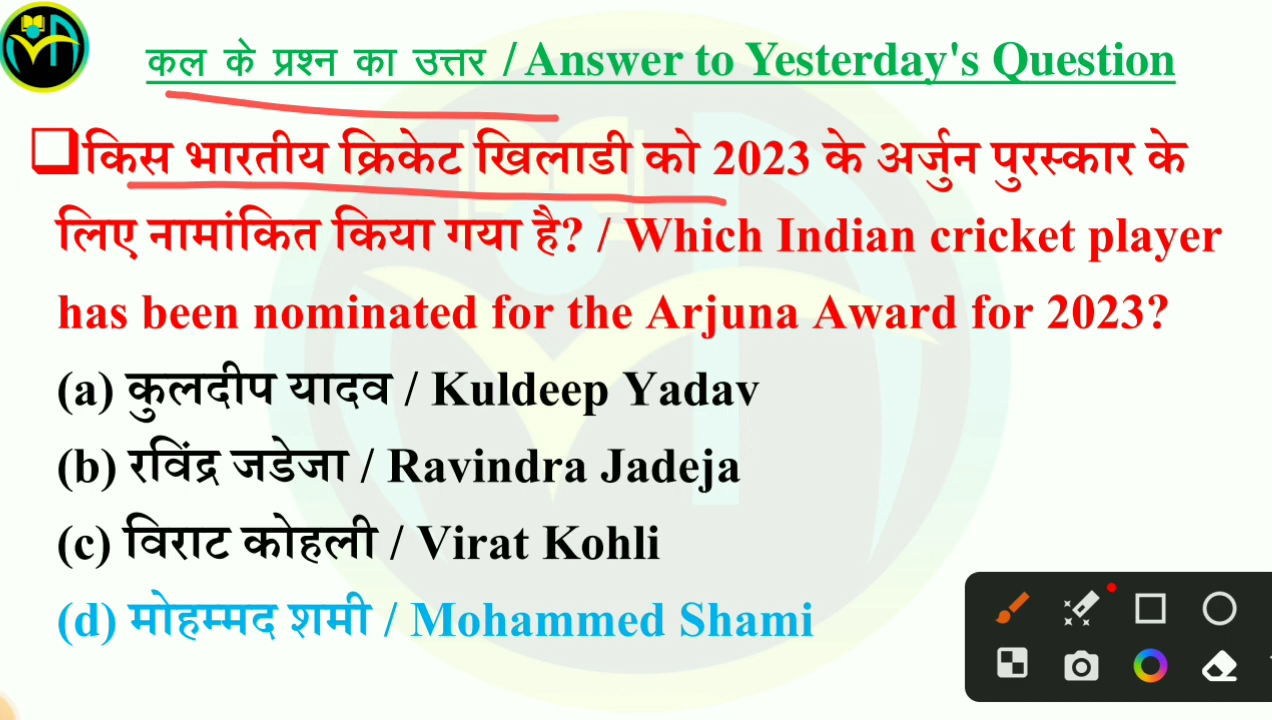 कल के प्रश्न का उत्तर / Answer to Yesterday's Question
किस भारतीय क्रिकेट खिलाडी को 2023 के अर्जुन पुरस्कार के
लिए नामांकित किया गया है? / Which Indian cricket player
has been nominated for the Arjuna Award for 2023?
(a) कुलदीप यादव / Kuldeep Yadav
(b) रविंद्र जडेजा / Ravindra Jadeja
(c) विराट कोहली / Virat Kohli
(d) मोहम्मद शमी / Mohammed Shami